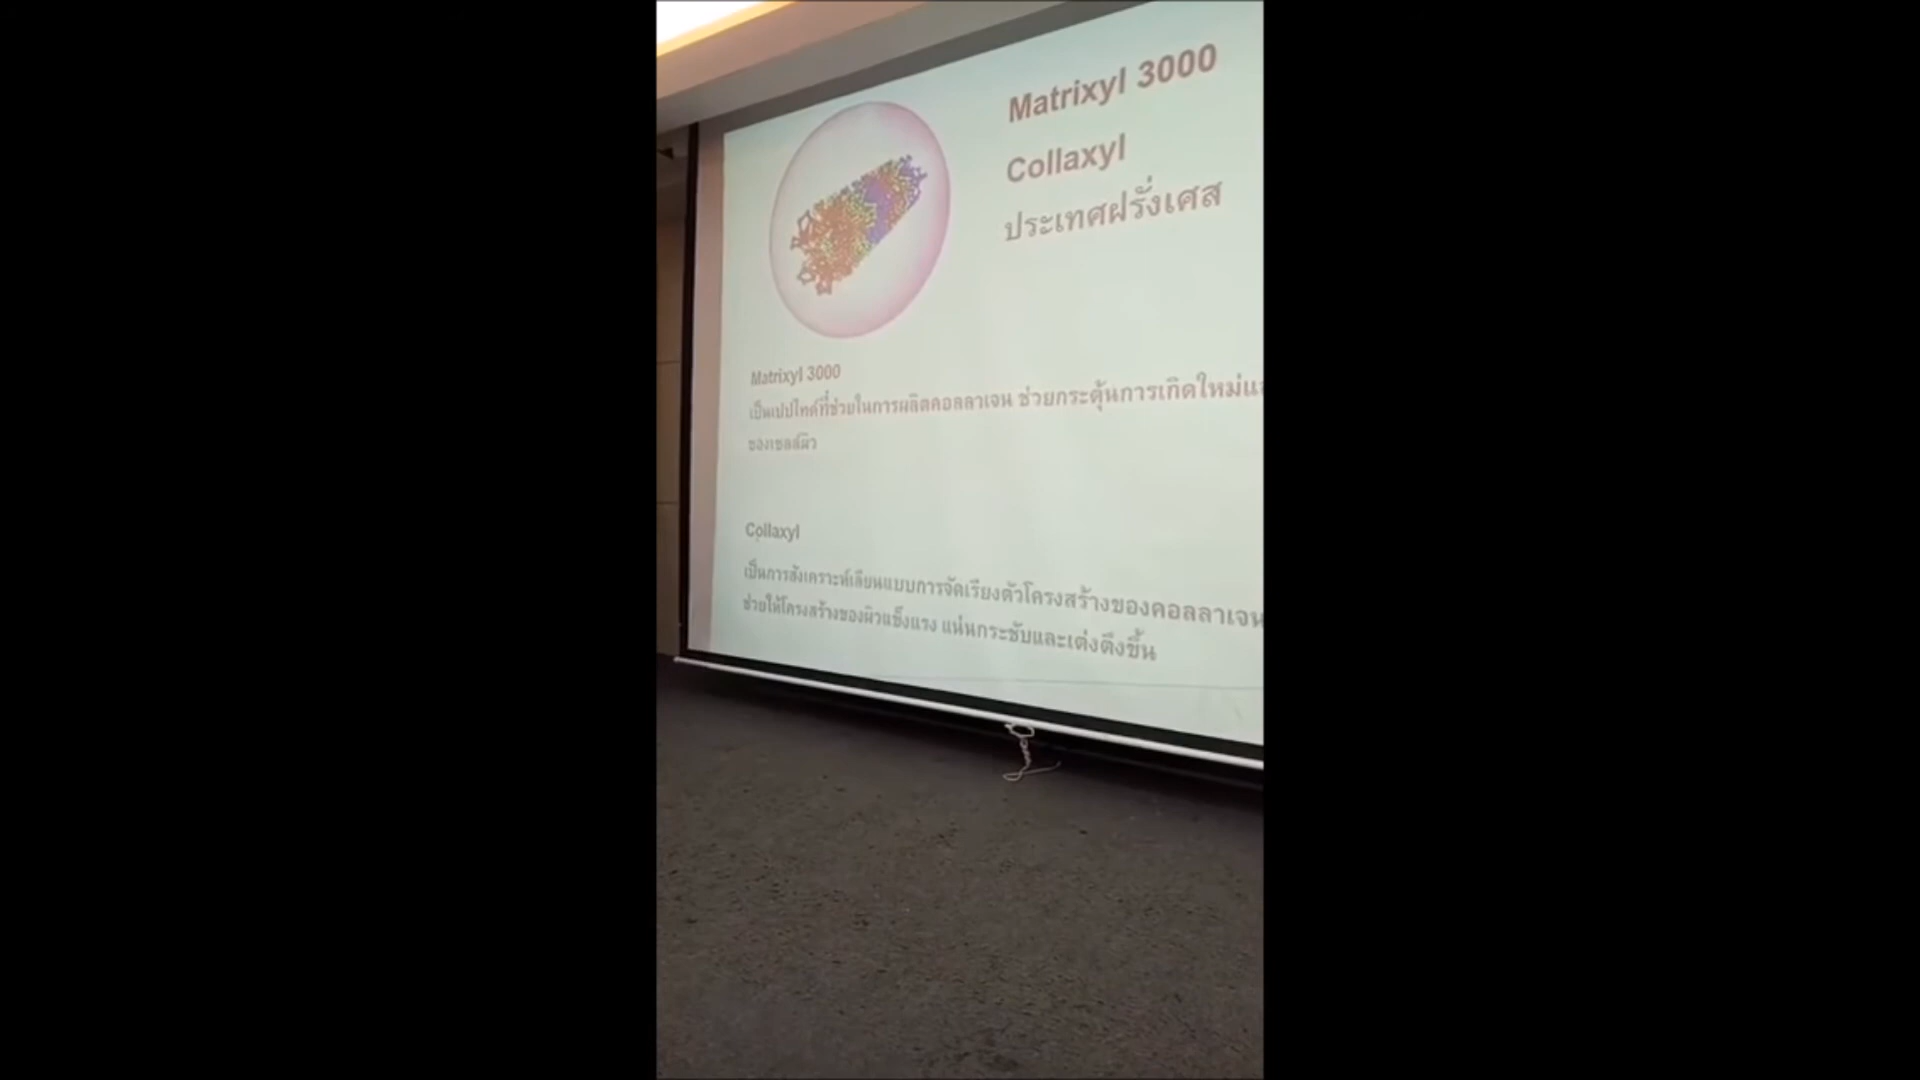 Matrixyl 3000
Collaxyl
ประเทศฝรั่งเศส
Matrixyl 3000
เป็นเปปไทด์ที่ช่วยในการผลิตคอลลาเจน ช่วยกระตุ้นการเกิดใหม่
ของเซลล์ผิว
Collaxyl
เป็นการสังเคราะห์เลียนแบบการจัดเรียงตัวโครงสร้างของคอลลาเจน
ช่วยให้โครงสร้างของผิวแข็งแรง แน่นกระชับและเต่งตึงขึ้น